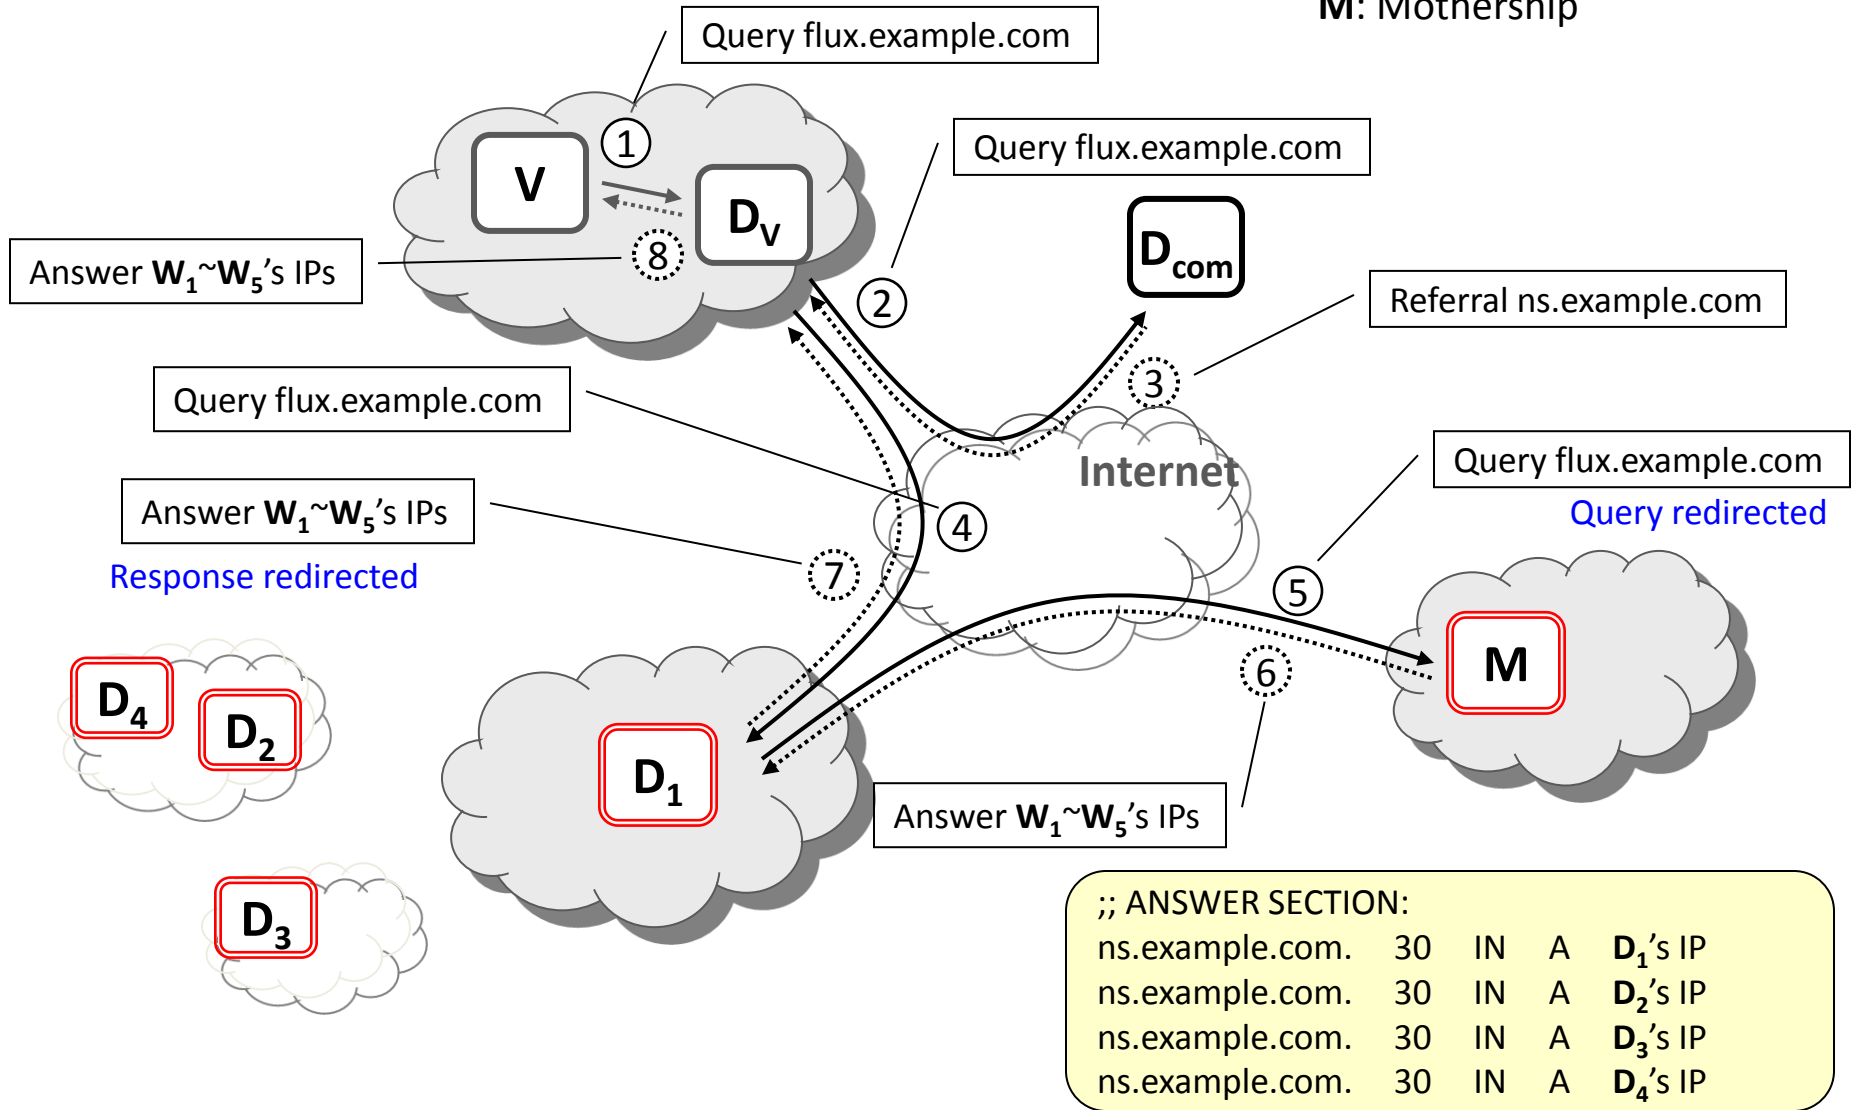 M: Mothership
Query flux.example.com
1
V
Query flux.example.com
D_V
D_com
8
Answer W_1~W_5's IPs
2
Referral ns.example.com
3
Query flux.example.com
Internet
Query flux.example.com
Answer W_1~W_5's IPs
4
Query redirected
Response redirected
7
5
M
6
D_4
D_2
D_1
Answer W_1~W_5's IPs
D_3
;; ANSWER SECTION:
ns.example.com. 30 IN A D_1's IP
ns.example.com. 30 IN A D_2's IP
ns.example.com. 30 IN A D_3's IP
ns.example.com. 30 IN A D_4's IP